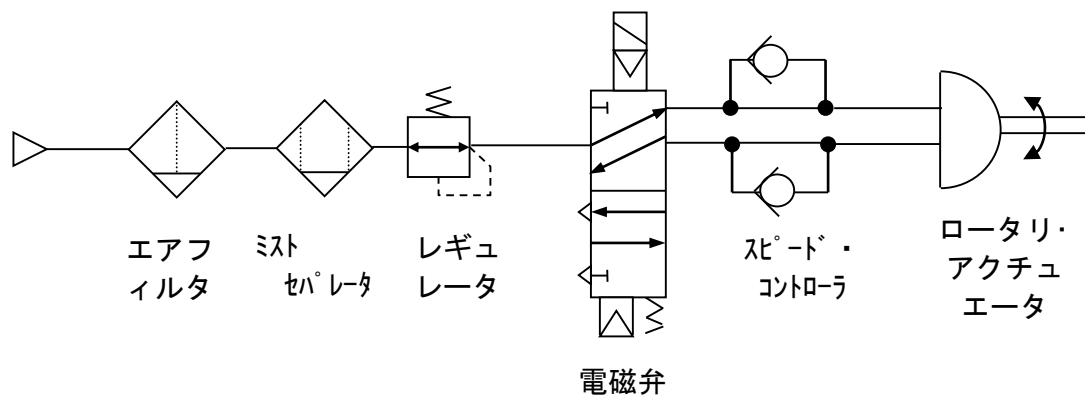 エアフ
ィルタ
ﾐｽﾄ
ｾﾊﾟﾚｰﾀ
レギュ
レータ
電磁弁
ｽﾋﾟｰﾄﾞ・
ｺﾝﾄﾛｰﾗ
ロータリ・
アクチュ
エータ